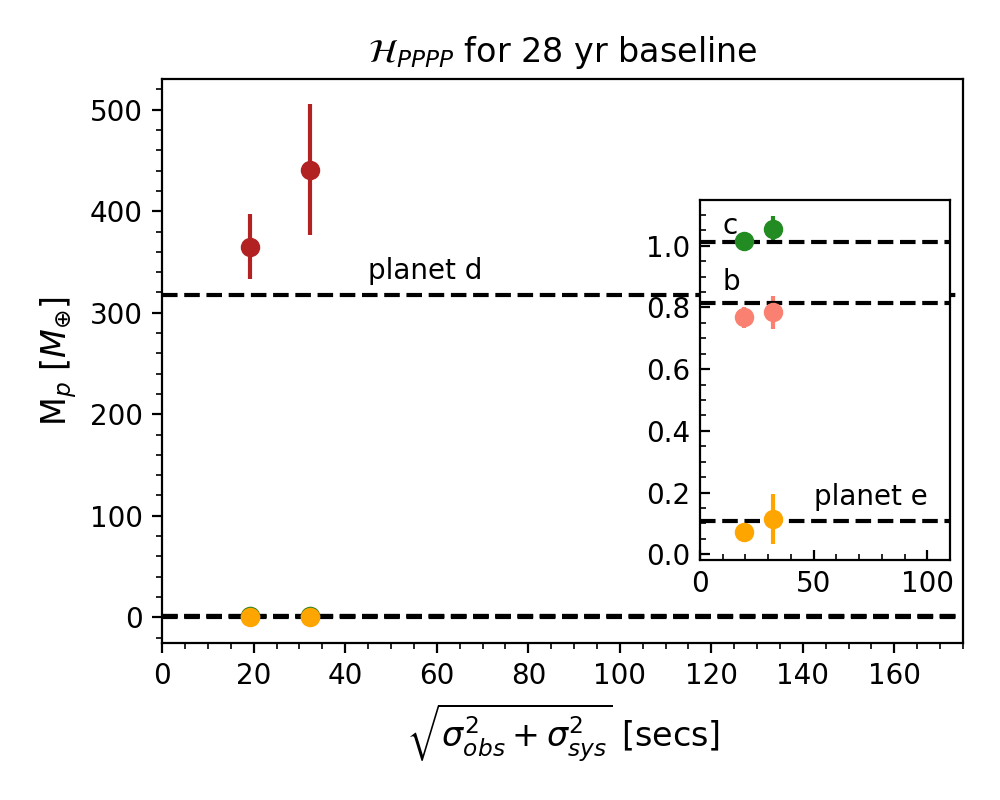 𝓗_PPPP for 28 yr baseline
M_p [M_⊕]
500
400
300
200
100
0
planet d
c
b
planet e
1.0
0.8
0.6
0.4
0.2
0.0
0 50 100
0 20 40 60 80 100 120 140 160
√(σ²_obs + σ²_sys) [secs]